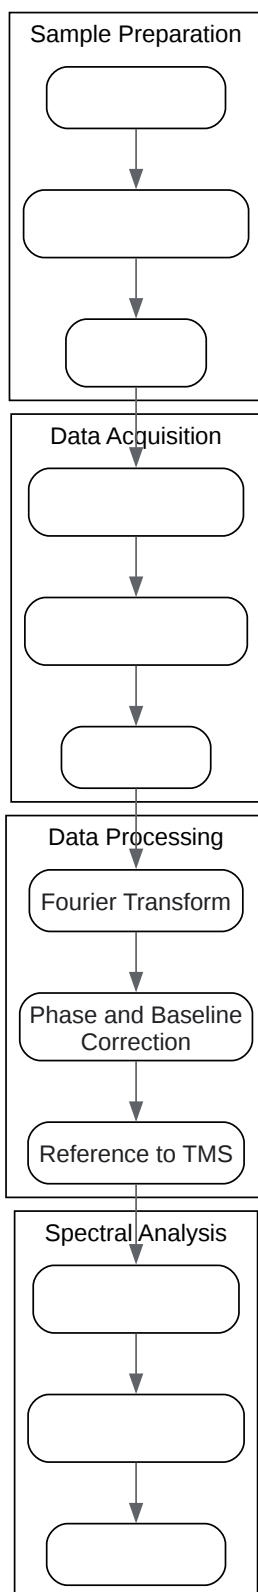 Sample Preparation
Data Acquisition
Data Processing
Fourier Transform
Phase and Baseline
Correction
Reference to TMS
Spectral Analysis